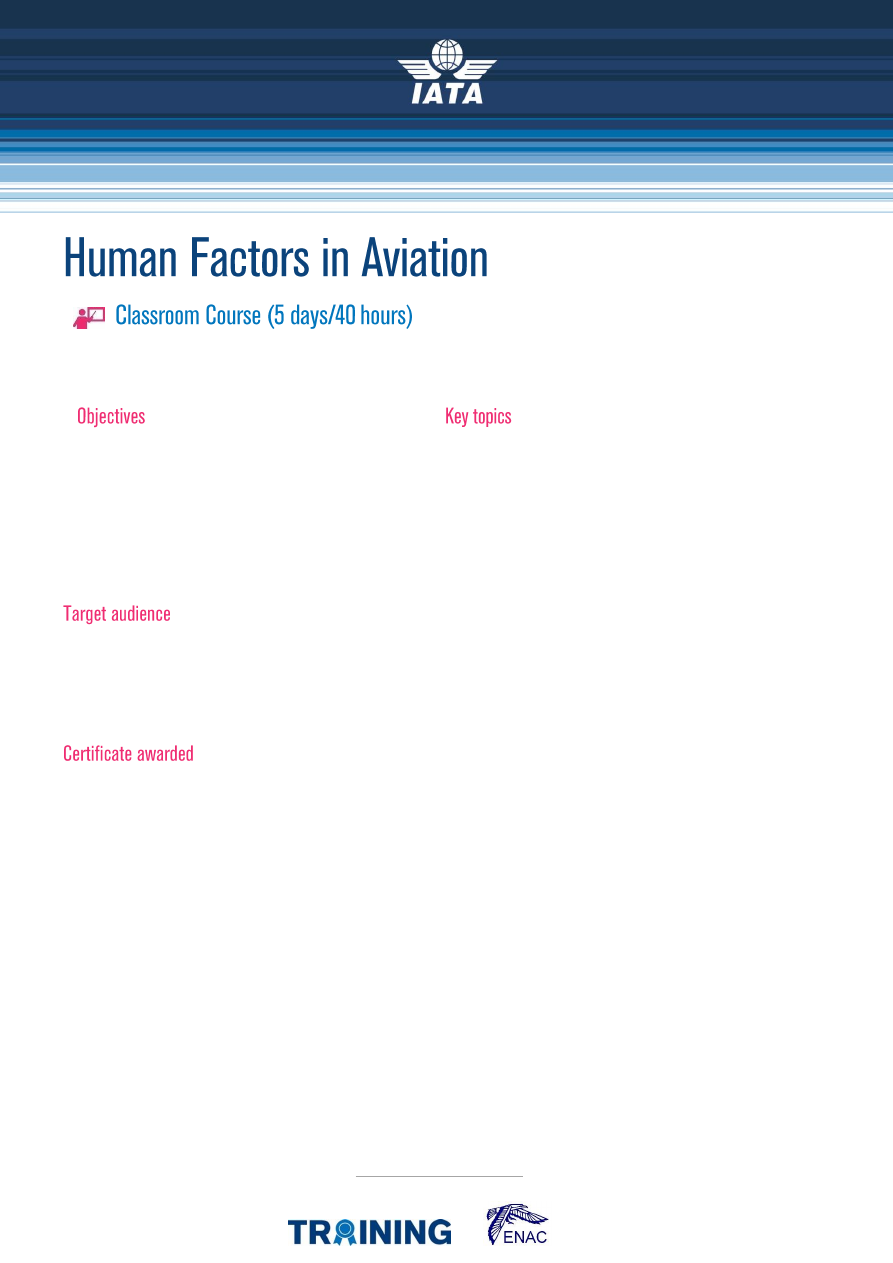 IATA
Human Factors in Aviation
Classroom Course (5 days/40 hours)
Objectives
Key topics
Target audience
Certificate awarded
TRAINING
ENAC